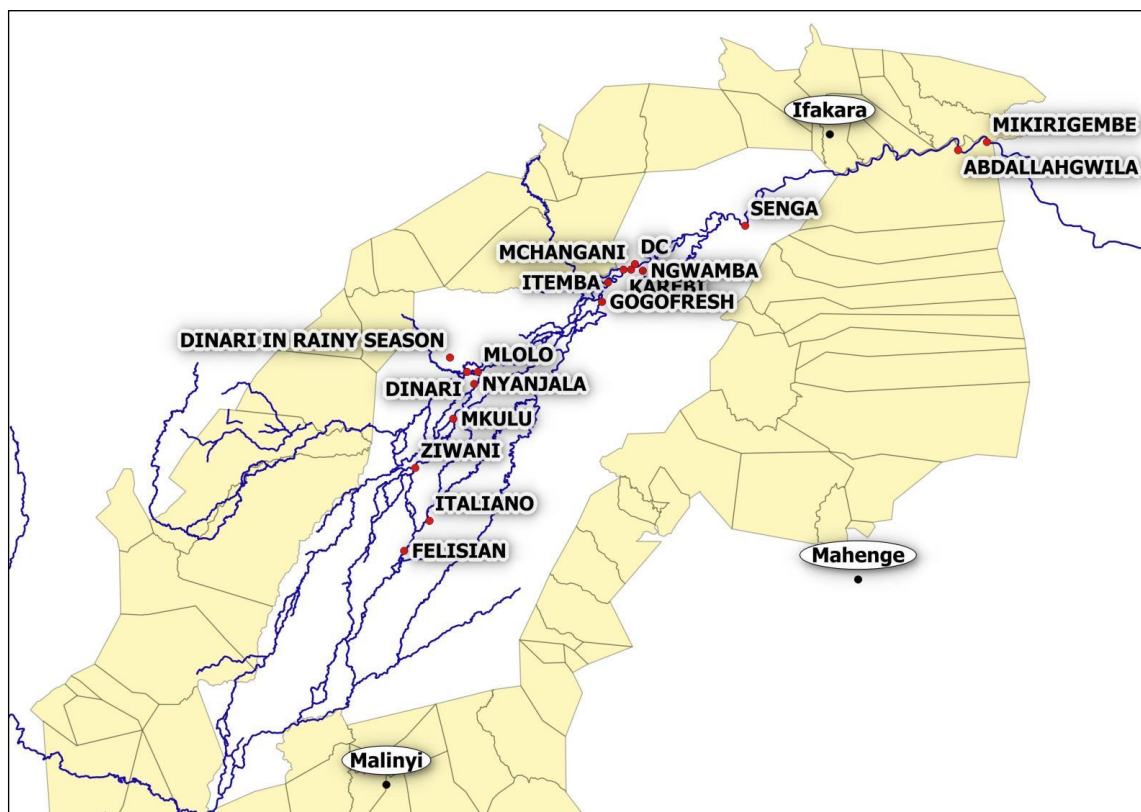 Ifakara
MIKIRIGEMBE
ABDALLAHGWILA
SENGA
DC
MCHANGANI
NGWAMBA
ITEMBA
KAREBI
GOGOFRESH
DINARI IN RAINY SEASON
MLOLO
DINARI
NYANJALA
MKULU
ZIWANI
ITALIANO
FELISIAN
Mahenge
Malinyi